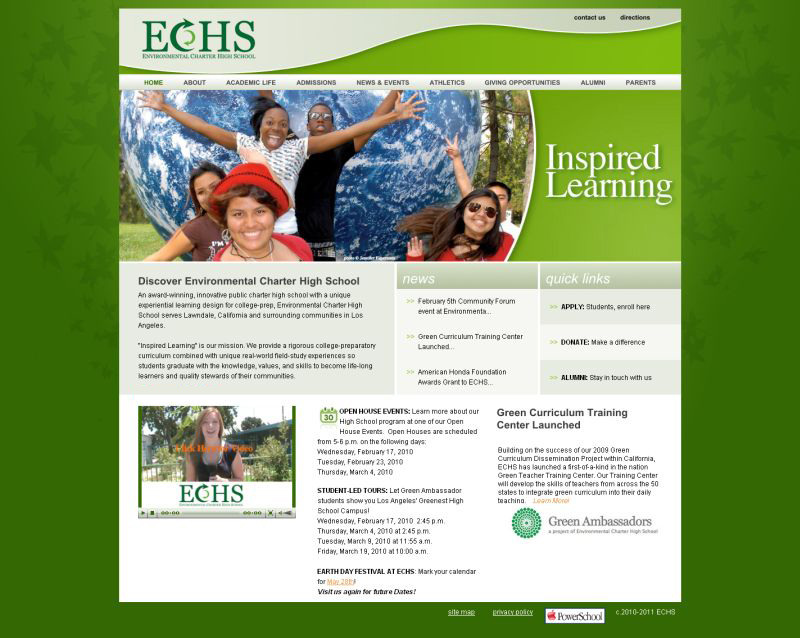 contact us
directions
ECHS
ENVIRONMENTAL CHARTER HIGH SCHOOL
HOME
ABOUT
ACADEMIC LIFE
ADMISSIONS
NEWS & EVENTS
ATHLETICS
GIVING OPPORTUNITIES
ALUMNI
PARENTS
Inspired
Learning
Discover Environmental Charter High School
An award-winning, innovative public charter high school with a unique
experiential learning design for college-prep, Environmental Charter High
School serves Lawndale, California and surrounding communities in Los
Angeles.
"Inspired Learning" is our mission. We provide a rigorous college-preparatory
curriculum combined with unique real-world field-study experiences so
students graduate with the knowledge, values, and skills to become life-long
learners and quality stewards of their communities.
news
>> February 5th Community Forum
event at Environmenta...
>> Green Curriculum Training Center
Launched...
>> American Honda Foundation
Awards Grant to ECHS...
quick links
>> APPLY: Students, enroll here
>> DONATE: Make a difference
>> ALUMNI: Stay in touch with us
ECHS
ENVIRONMENTAL CHARTER HIGH SCHOOL
00:00
00:00
30
OPEN HOUSE EVENTS: Learn more about our
High School program at one of our Open
House Events. Open Houses are scheduled
from 5-6 p.m. on the following days:
Wednesday, February 17, 2010
Tuesday, February 23, 2010
Thursday, March 4, 2010
STUDENT-LED TOURS: Let Green Ambassador
students show you Los Angeles' Greenest High
School Campus!
Wednesday, February 17, 2010 2:45 p.m.
Thursday, March 4, 2010 at 2:45 p.m.
Tuesday, March 9, 2010 at 11:55 a.m.
Friday, March 19, 2010 at 10:00 a.m.
EARTH DAY FESTIVAL AT ECHS: Mark your calendar
for May 28th!
Visit us again for future Dates!
Green Curriculum Training
Center Launched
Building on the success of our 2009 Green
Curriculum Dissemination Project within California,
ECHS has launched a first-of-a-kind in the nation
Green Teacher Training Center. Our Training Center
will develop the skills of teachers from across the 50
states to integrate green curriculum into their daily
teaching. Learn More!
Green Ambassadors
a project of Environmental Charter High School
site map
privacy policy
PowerSchool
c.2010-2011 ECHS